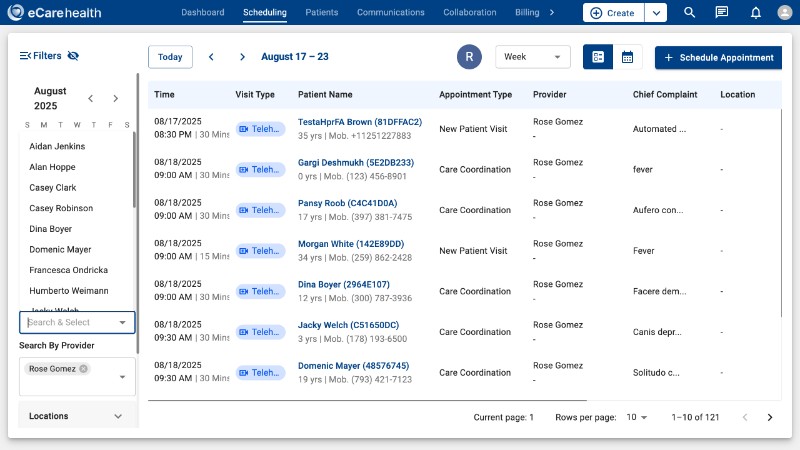 eCarehealth
Dashboard Scheduling Patients Communications Collaboration Billing Create
Filters
Today August 17 – 23 R Week Schedule Appointment
August
2025
S M T W T F S
Aidan Jenkins
Alan Hoppe
Casey Clark
Casey Robinson
Dina Boyer
Domenic Mayer
Francesca Ondricka
Humberto Weimann
Jacky Welch
Search & Select
Search By Provider
Rose Gomez
Locations
Time Visit Type Patient Name Appointment Type Provider Chief Complaint Location
08/17/2025
08:30 PM | 30 Mins Teleh... TestaHprFA Brown (81DFFAC2) New Patient Visit Rose Gomez Automated ... -
35 yrs | Mob. +11251227883 -
08/18/2025
09:00 AM | 30 Mins Teleh... Gargi Deshmukh (5E2DB233) Care Coordination Rose Gomez fever -
0 yrs | Mob. (123) 456-8901 -
08/18/2025
09:00 AM | 30 Mins Teleh... Pansy Roob (C4C41D0A) Care Coordination Rose Gomez Aufero con... -
17 yrs | Mob. (397) 381-7475 -
08/18/2025
09:00 AM | 15 Mins Teleh... Morgan White (142E89DD) New Patient Visit Rose Gomez Fever -
34 yrs | Mob. (259) 862-2428 -
08/18/2025
09:00 AM | 30 Mins Teleh... Dina Boyer (2964E107) Care Coordination Rose Gomez Facere dem... -
12 yrs | Mob. (300) 787-3936 -
08/18/2025
09:30 AM | 30 Mins Teleh... Jacky Welch (C51650DC) Care Coordination Rose Gomez Canis depr... -
3 yrs | Mob. (178) 193-6500 -
08/18/2025
09:30 AM | 30 Mins Teleh... Domenic Mayer (48576745) Care Coordination Rose Gomez Solitudo c... -
19 yrs | Mob. (793) 421-7123 -
Current page: 1 Rows per page: 10 1–10 of 121